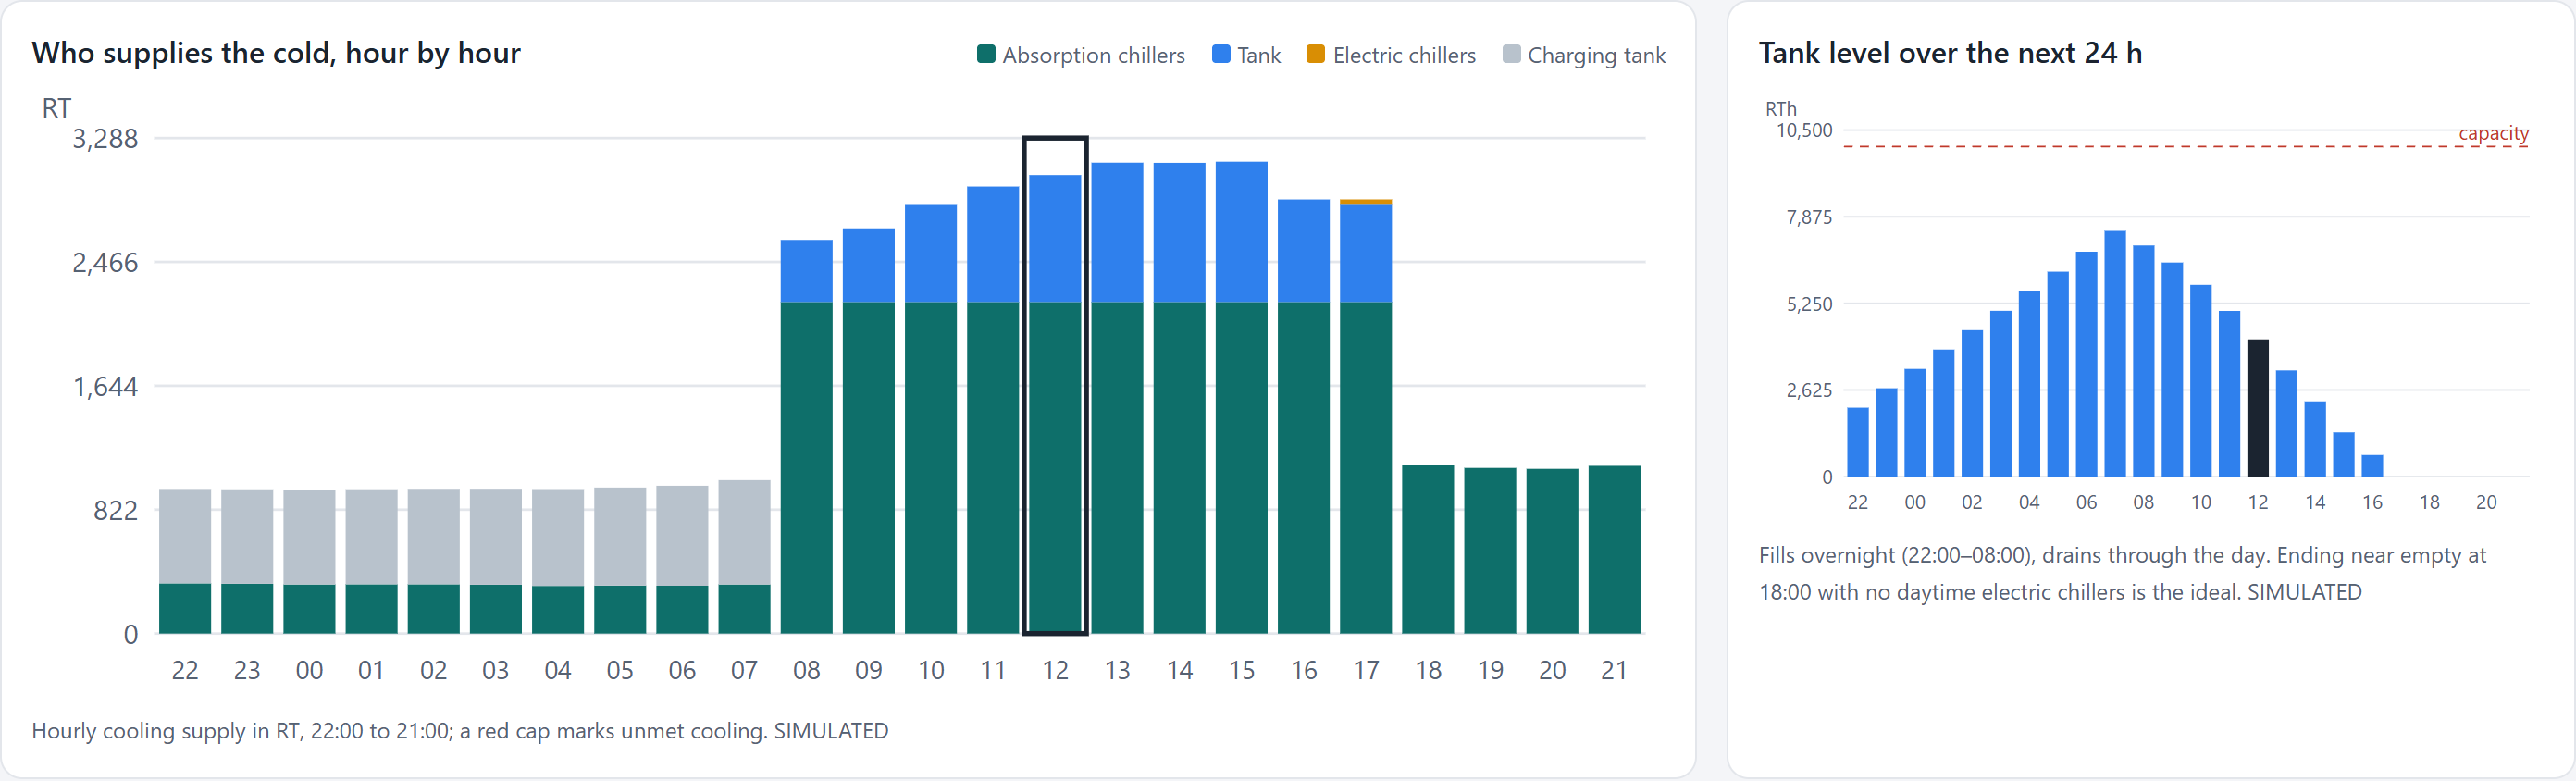 Who supplies the cold, hour by hour
Absorption chillers Tank Electric chillers Charging tank
RT
3,288
2,466
1,644
822
0
22 23 00 01 02 03 04 05 06 07 08 09 10 11 12 13 14 15 16 17 18 19 20 21
Hourly cooling supply in RT, 22:00 to 21:00; a red cap marks unmet cooling. SIMULATED
Tank level over the next 24 h
RTh
10,500
capacity
7,875
5,250
2,625
0
22 00 02 04 06 08 10 12 14 16 18 20
Fills overnight (22:00–08:00), drains through the day. Ending near empty at
18:00 with no daytime electric chillers is the ideal. SIMULATED